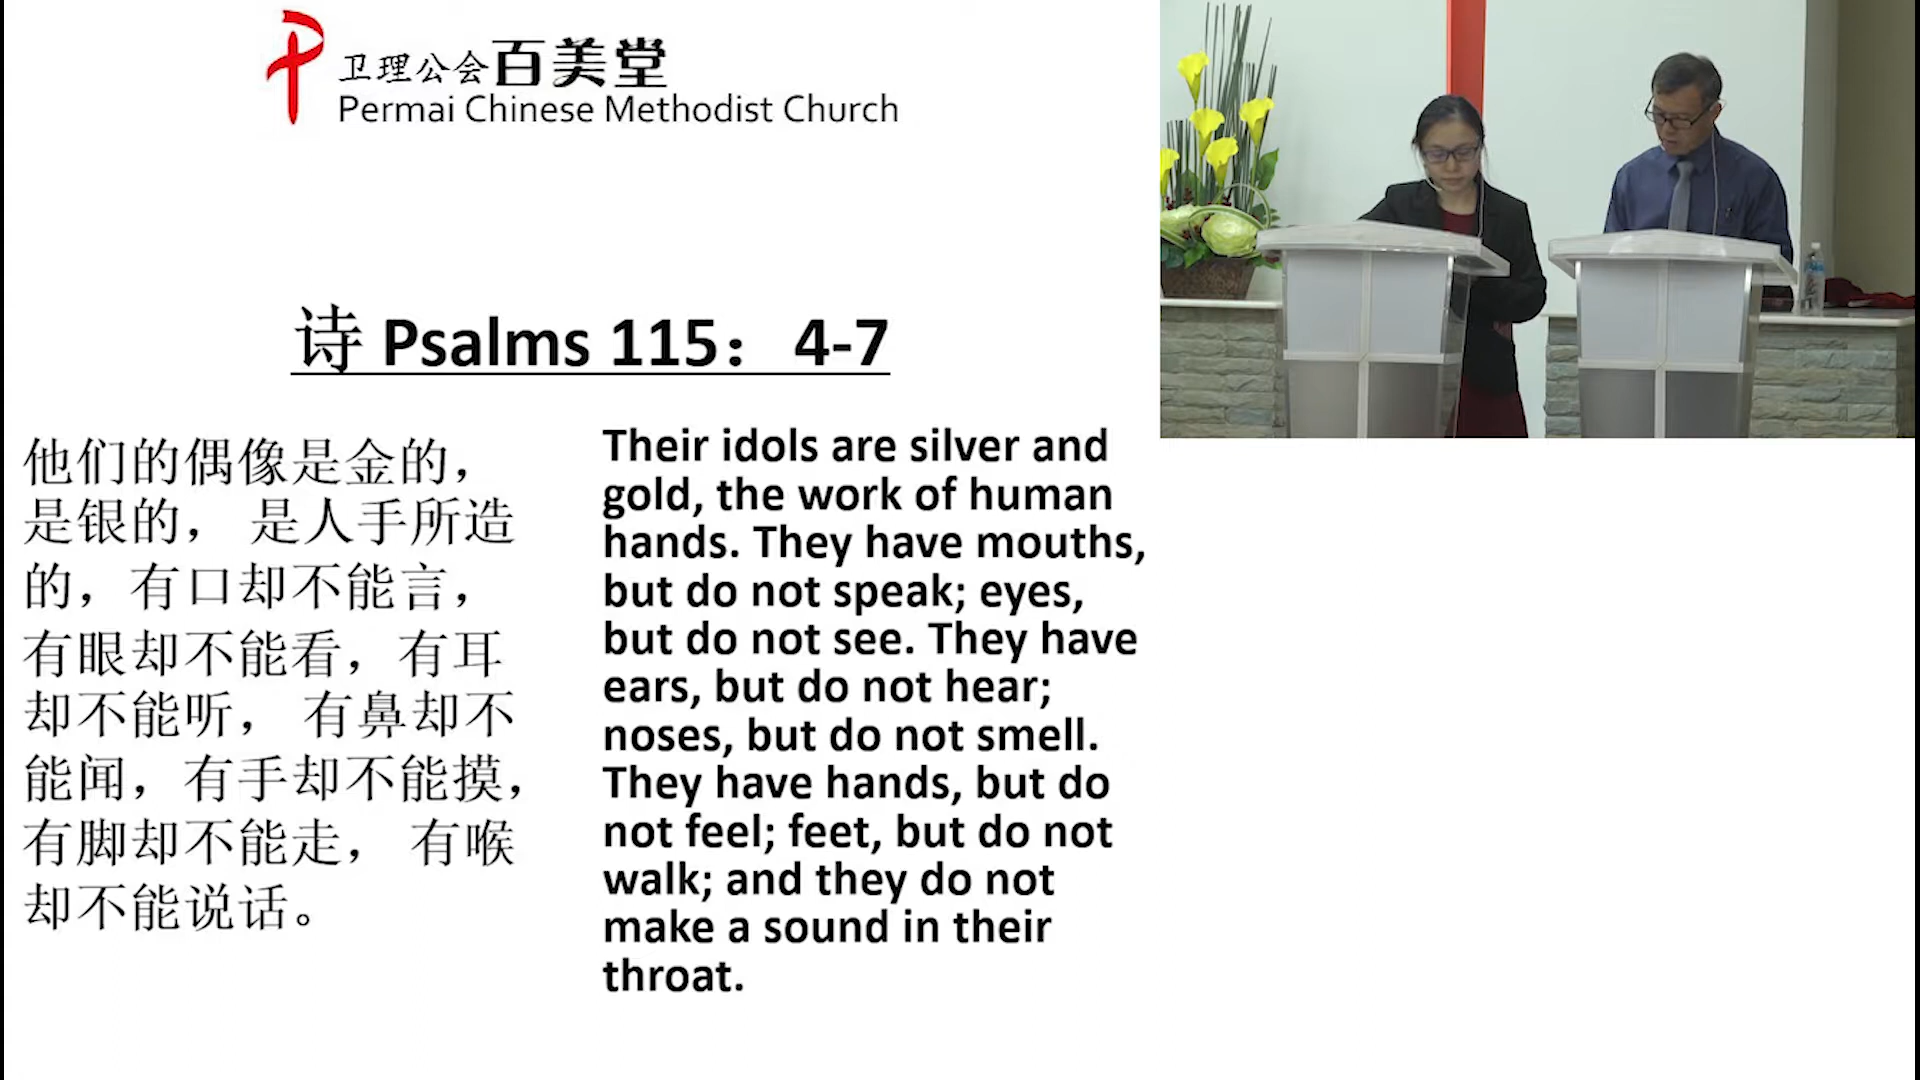 卫理公会百美堂
Permai Chinese Methodist Church
诗 Psalms 115： 4-7
他们的偶像是金的，
是银的， 是人手所造
的，有口却不能言，
有眼却不能看，有耳
却不能听， 有鼻却不
能闻，有手却不能摸，
有脚却不能走， 有喉
却不能说话。
Their idols are silver and
gold, the work of human
hands. They have mouths,
but do not speak; eyes,
but do not see. They have
ears, but do not hear;
noses, but do not smell.
They have hands, but do
not feel; feet, but do not
walk; and they do not
make a sound in their
throat.